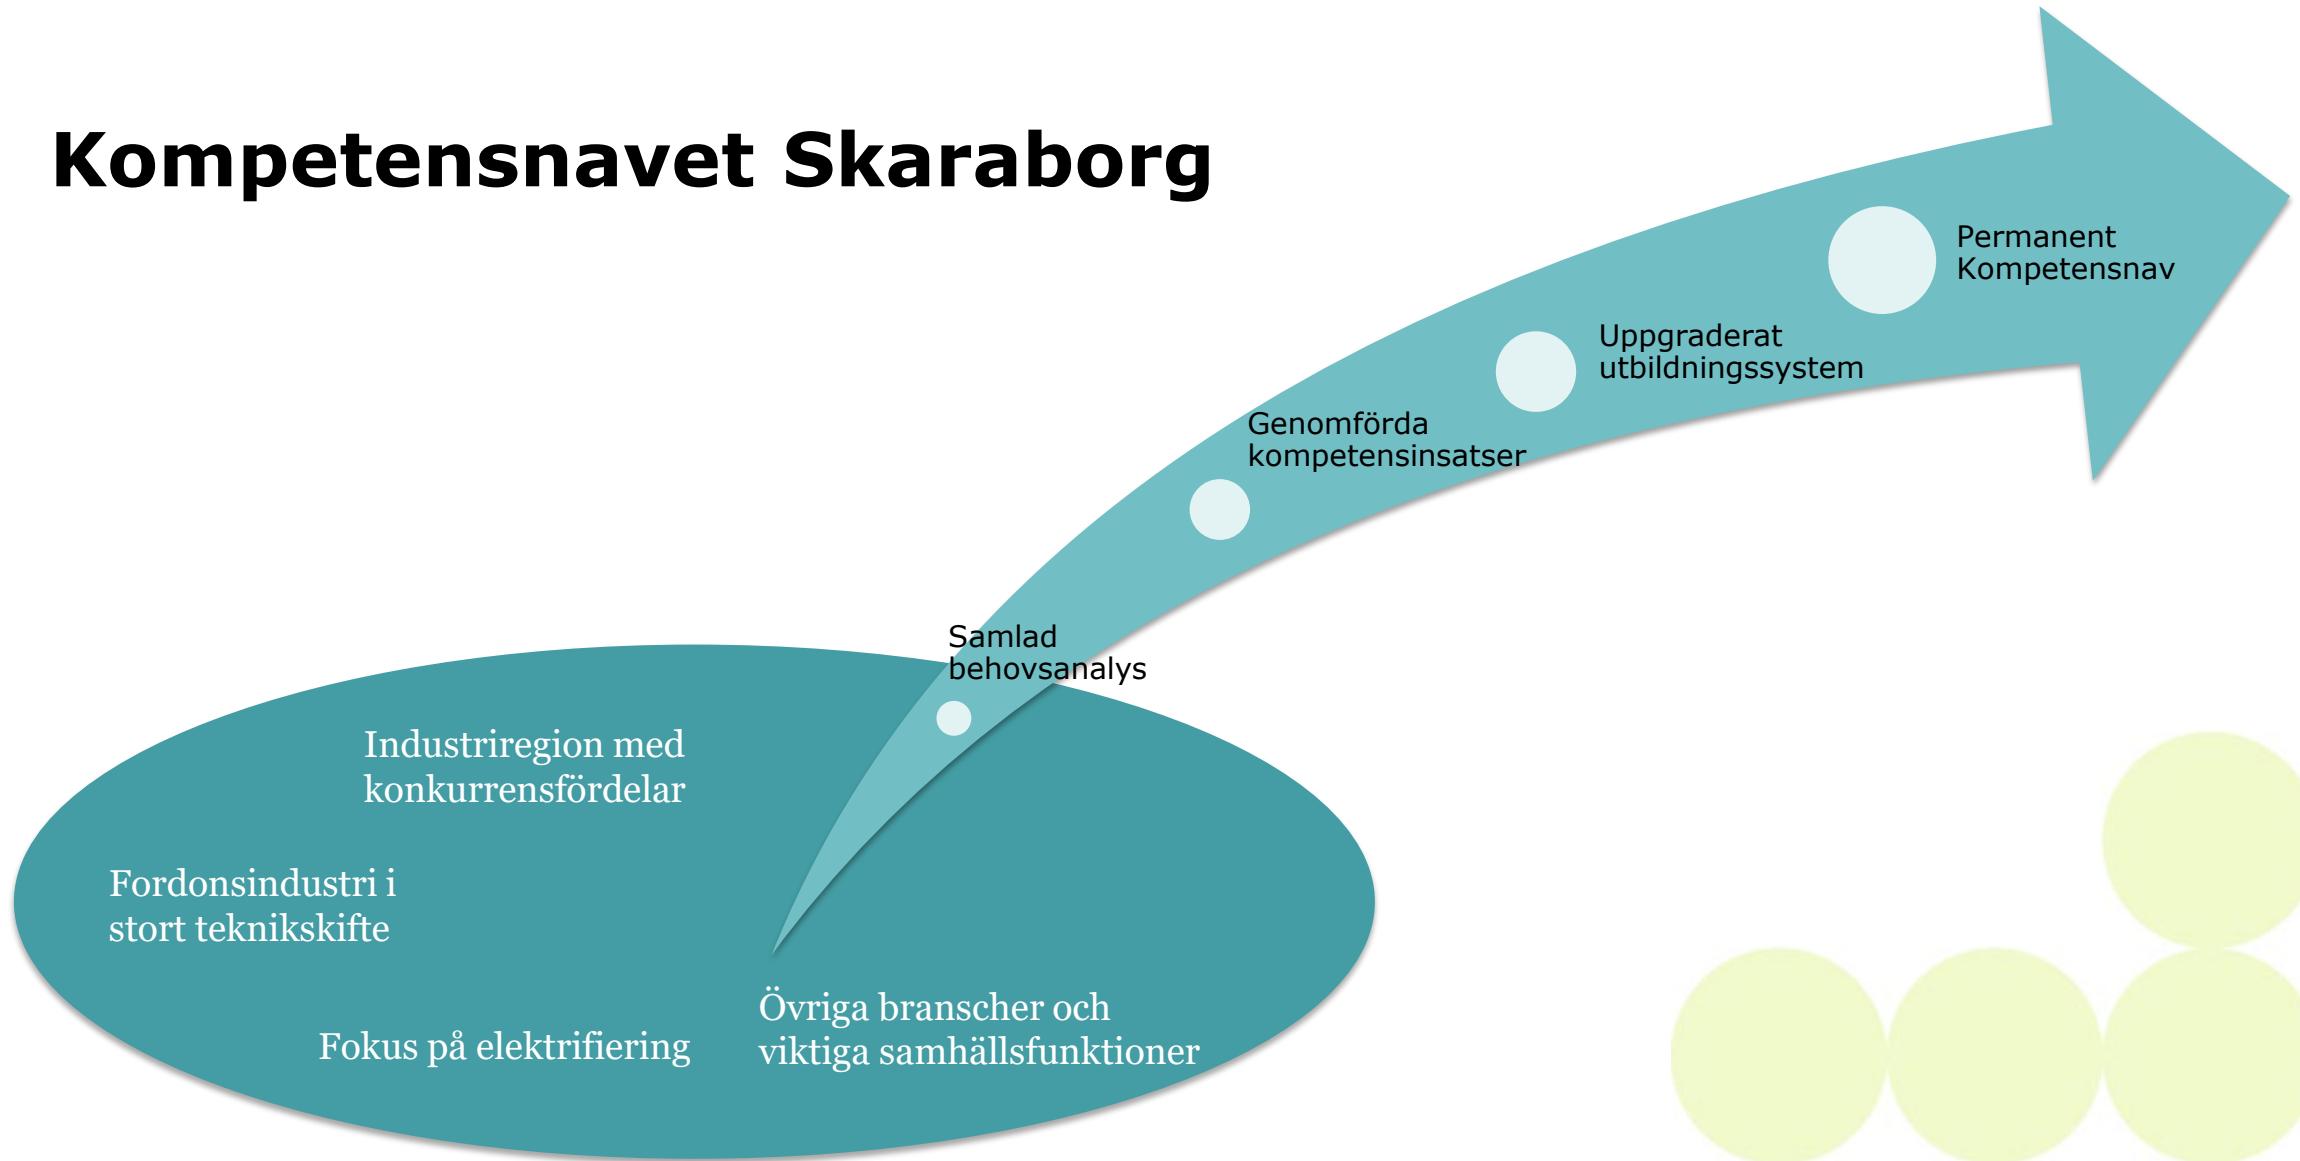 Kompetensnavet Skaraborg
Permanent
Kompetensnav
Uppgraderat
utbildningssystem
Genomförda
kompetensinsatser
Samlad
behovsanalys
Industriregion med
konkurrensfördelar
Fordonsindustri i
stort teknikskifte
Fokus på elektrifiering
Övriga branscher och
viktiga samhällsfunktioner